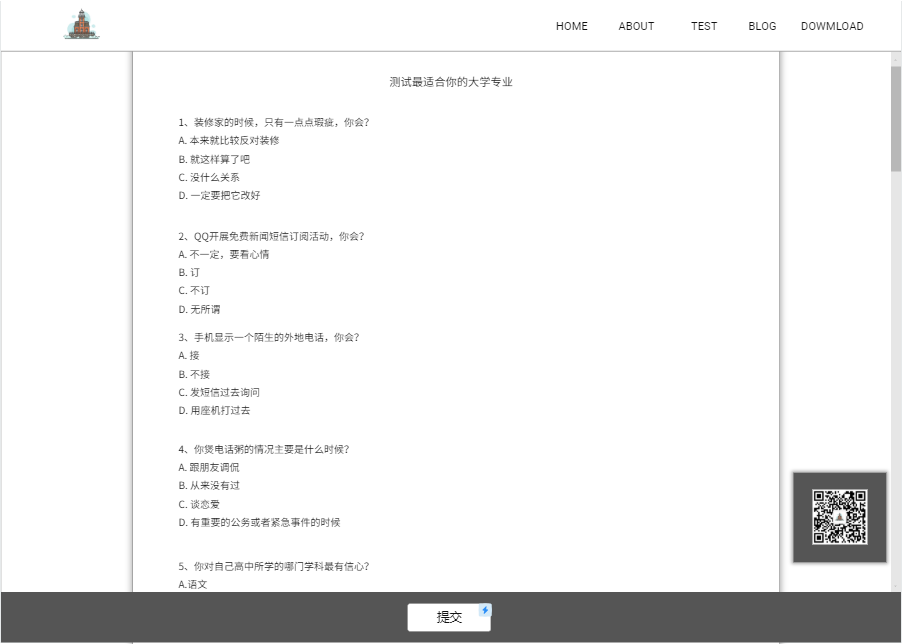 HOME ABOUT TEST BLOG DOWMLOAD
测试最适合你的大学专业
1、装修家的时候，只有一点点瑕疵，你会？
A. 本来就比较反对装修
B. 就这样算了吧
C. 没什么关系
D. 一定要把它改好
2、QQ开展免费新闻短信订阅活动，你会？
A. 不一定，要看心情
B. 订
C. 不订
D. 无所谓
3、手机显示一个陌生的外地电话，你会？
A. 接
B. 不接
C. 发短信过去询问
D. 用座机打过去
4、你煲电话粥的情况主要是什么时候？
A. 跟朋友调侃
B. 从来没有过
C. 谈恋爱
D. 有重要的公务或者紧急事件的时候
5、你对自己高中所学的哪门学科最有信心？
A.语文
提交